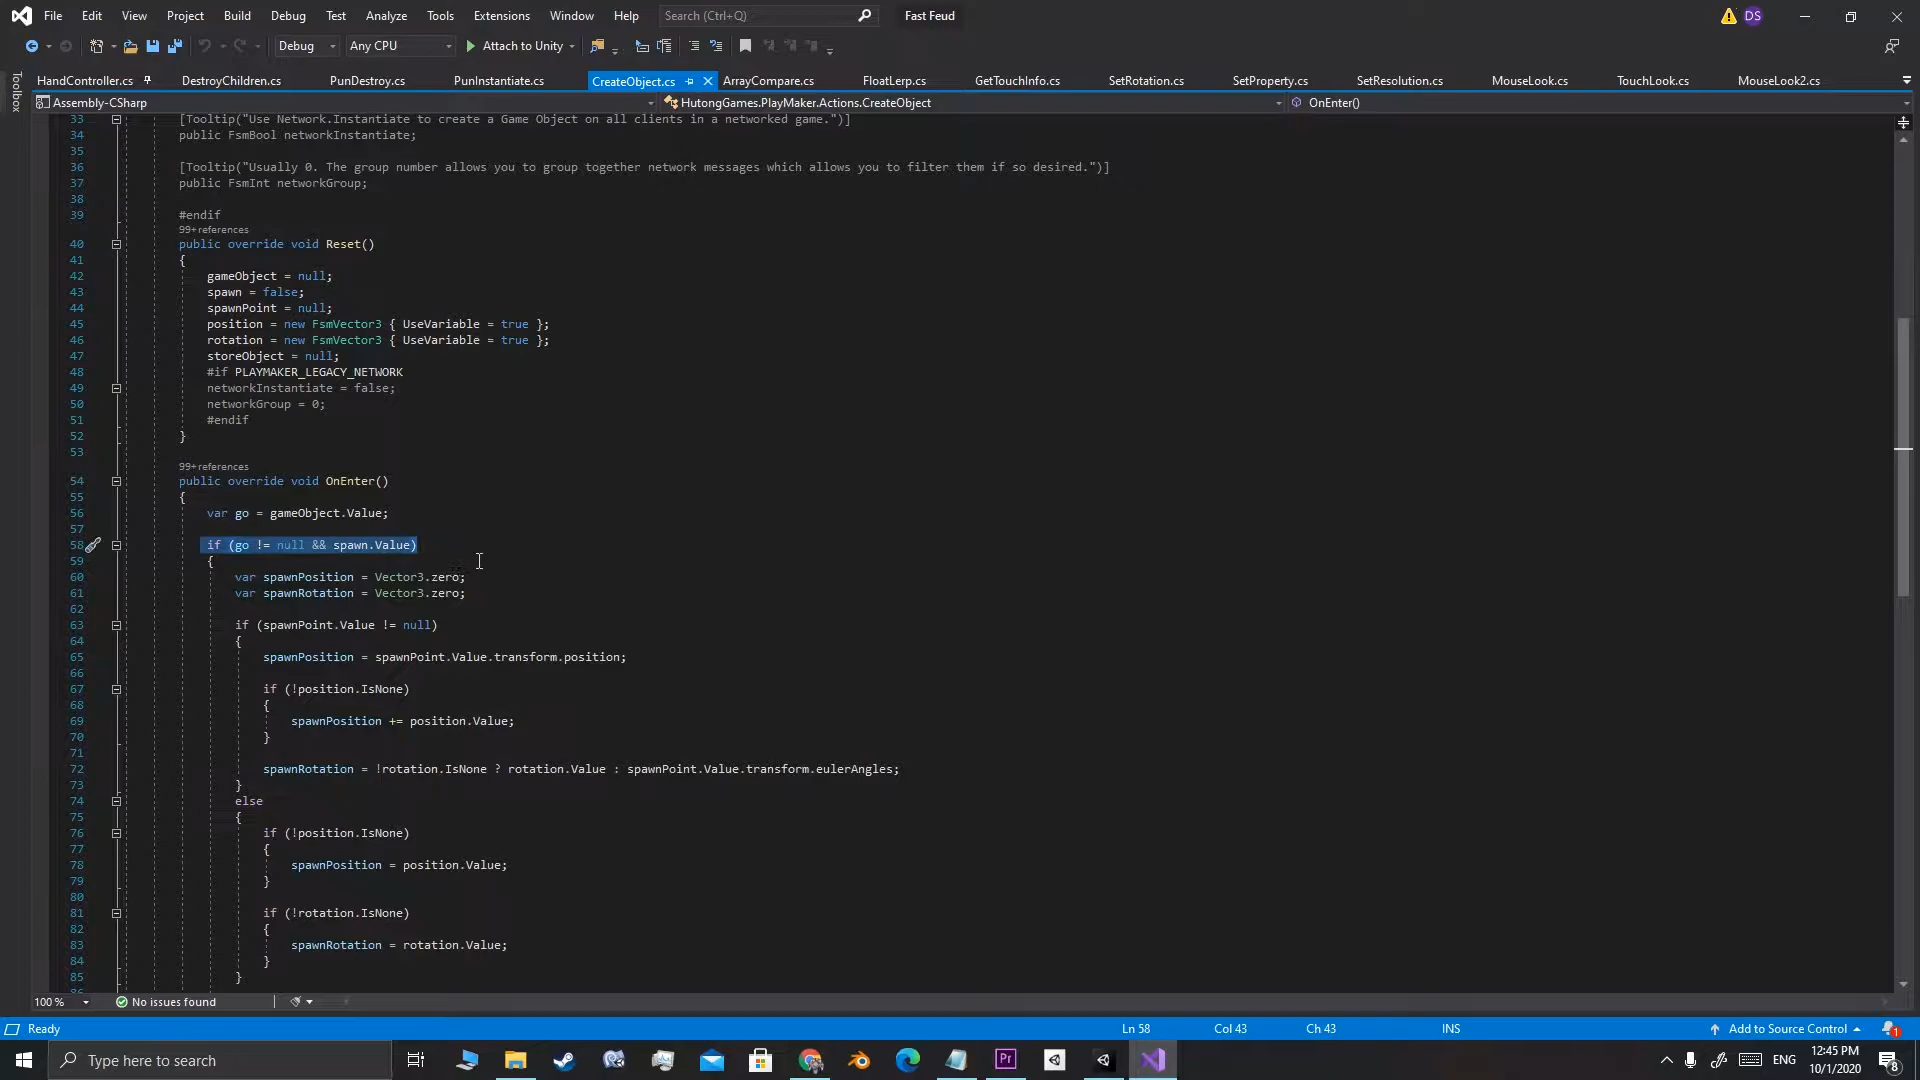 File Edit View Project Build Debug Test Analyze Tools Extensions Window Help Search (Ctrl+Q) Fast Feud DS
Debug Any CPU Attach to Unity
HandController.cs DestroyChildren.cs PunDestroy.cs PunInstantiate.cs CreateObject.cs ArrayCompare.cs FloatLerp.cs GetTouchInfo.cs SetRotation.cs SetProperty.cs SetResolution.cs MouseLook.cs TouchLook.cs MouseLook2.cs
Toolbox
Assembly-CSharp HutongGames.PlayMaker.Actions.CreateObject OnEnter()
33 [Tooltip("Use Network.Instantiate to create a Game Object on all clients in a networked game.")]
34 public FsmBool networkInstantiate;
35
36 [Tooltip("Usually 0. The group number allows you to group together network messages which allows you to filter them if so desired.")]
37 public FsmInt networkGroup;
38
39 #endif
99+references
40 public override void Reset()
41 {
42 gameObject = null;
43 spawn = false;
44 spawnPoint = null;
45 position = new FsmVector3 { UseVariable = true };
46 rotation = new FsmVector3 { UseVariable = true };
47 storeObject = null;
48 #if PLAYMAKER_LEGACY_NETWORK
49 networkInstantiate = false;
50 networkGroup = 0;
51 #endif
52 }
53
99+references
54 public override void OnEnter()
55 {
56 var go = gameObject.Value;
57
58 if (go != null && spawn.Value)
59 {
60 var spawnPosition = Vector3.zero;
61 var spawnRotation = Vector3.zero;
62
63 if (spawnPoint.Value != null)
64 {
65 spawnPosition = spawnPoint.Value.transform.position;
66
67 if (!position.IsNone)
68 {
69 spawnPosition += position.Value;
70 }
71
72 spawnRotation = !rotation.IsNone ? rotation.Value : spawnPoint.Value.transform.eulerAngles;
73 }
74 else
75 {
76 if (!position.IsNone)
77 {
78 spawnPosition = position.Value;
79 }
80
81 if (!rotation.IsNone)
82 {
83 spawnRotation = rotation.Value;
84 }
85 }
100 % No issues found
Ready Ln 58 Col 43 Ch 43 INS Add to Source Control 1
Type here to search Pr ENG 12:45 PM
10/1/2020 8